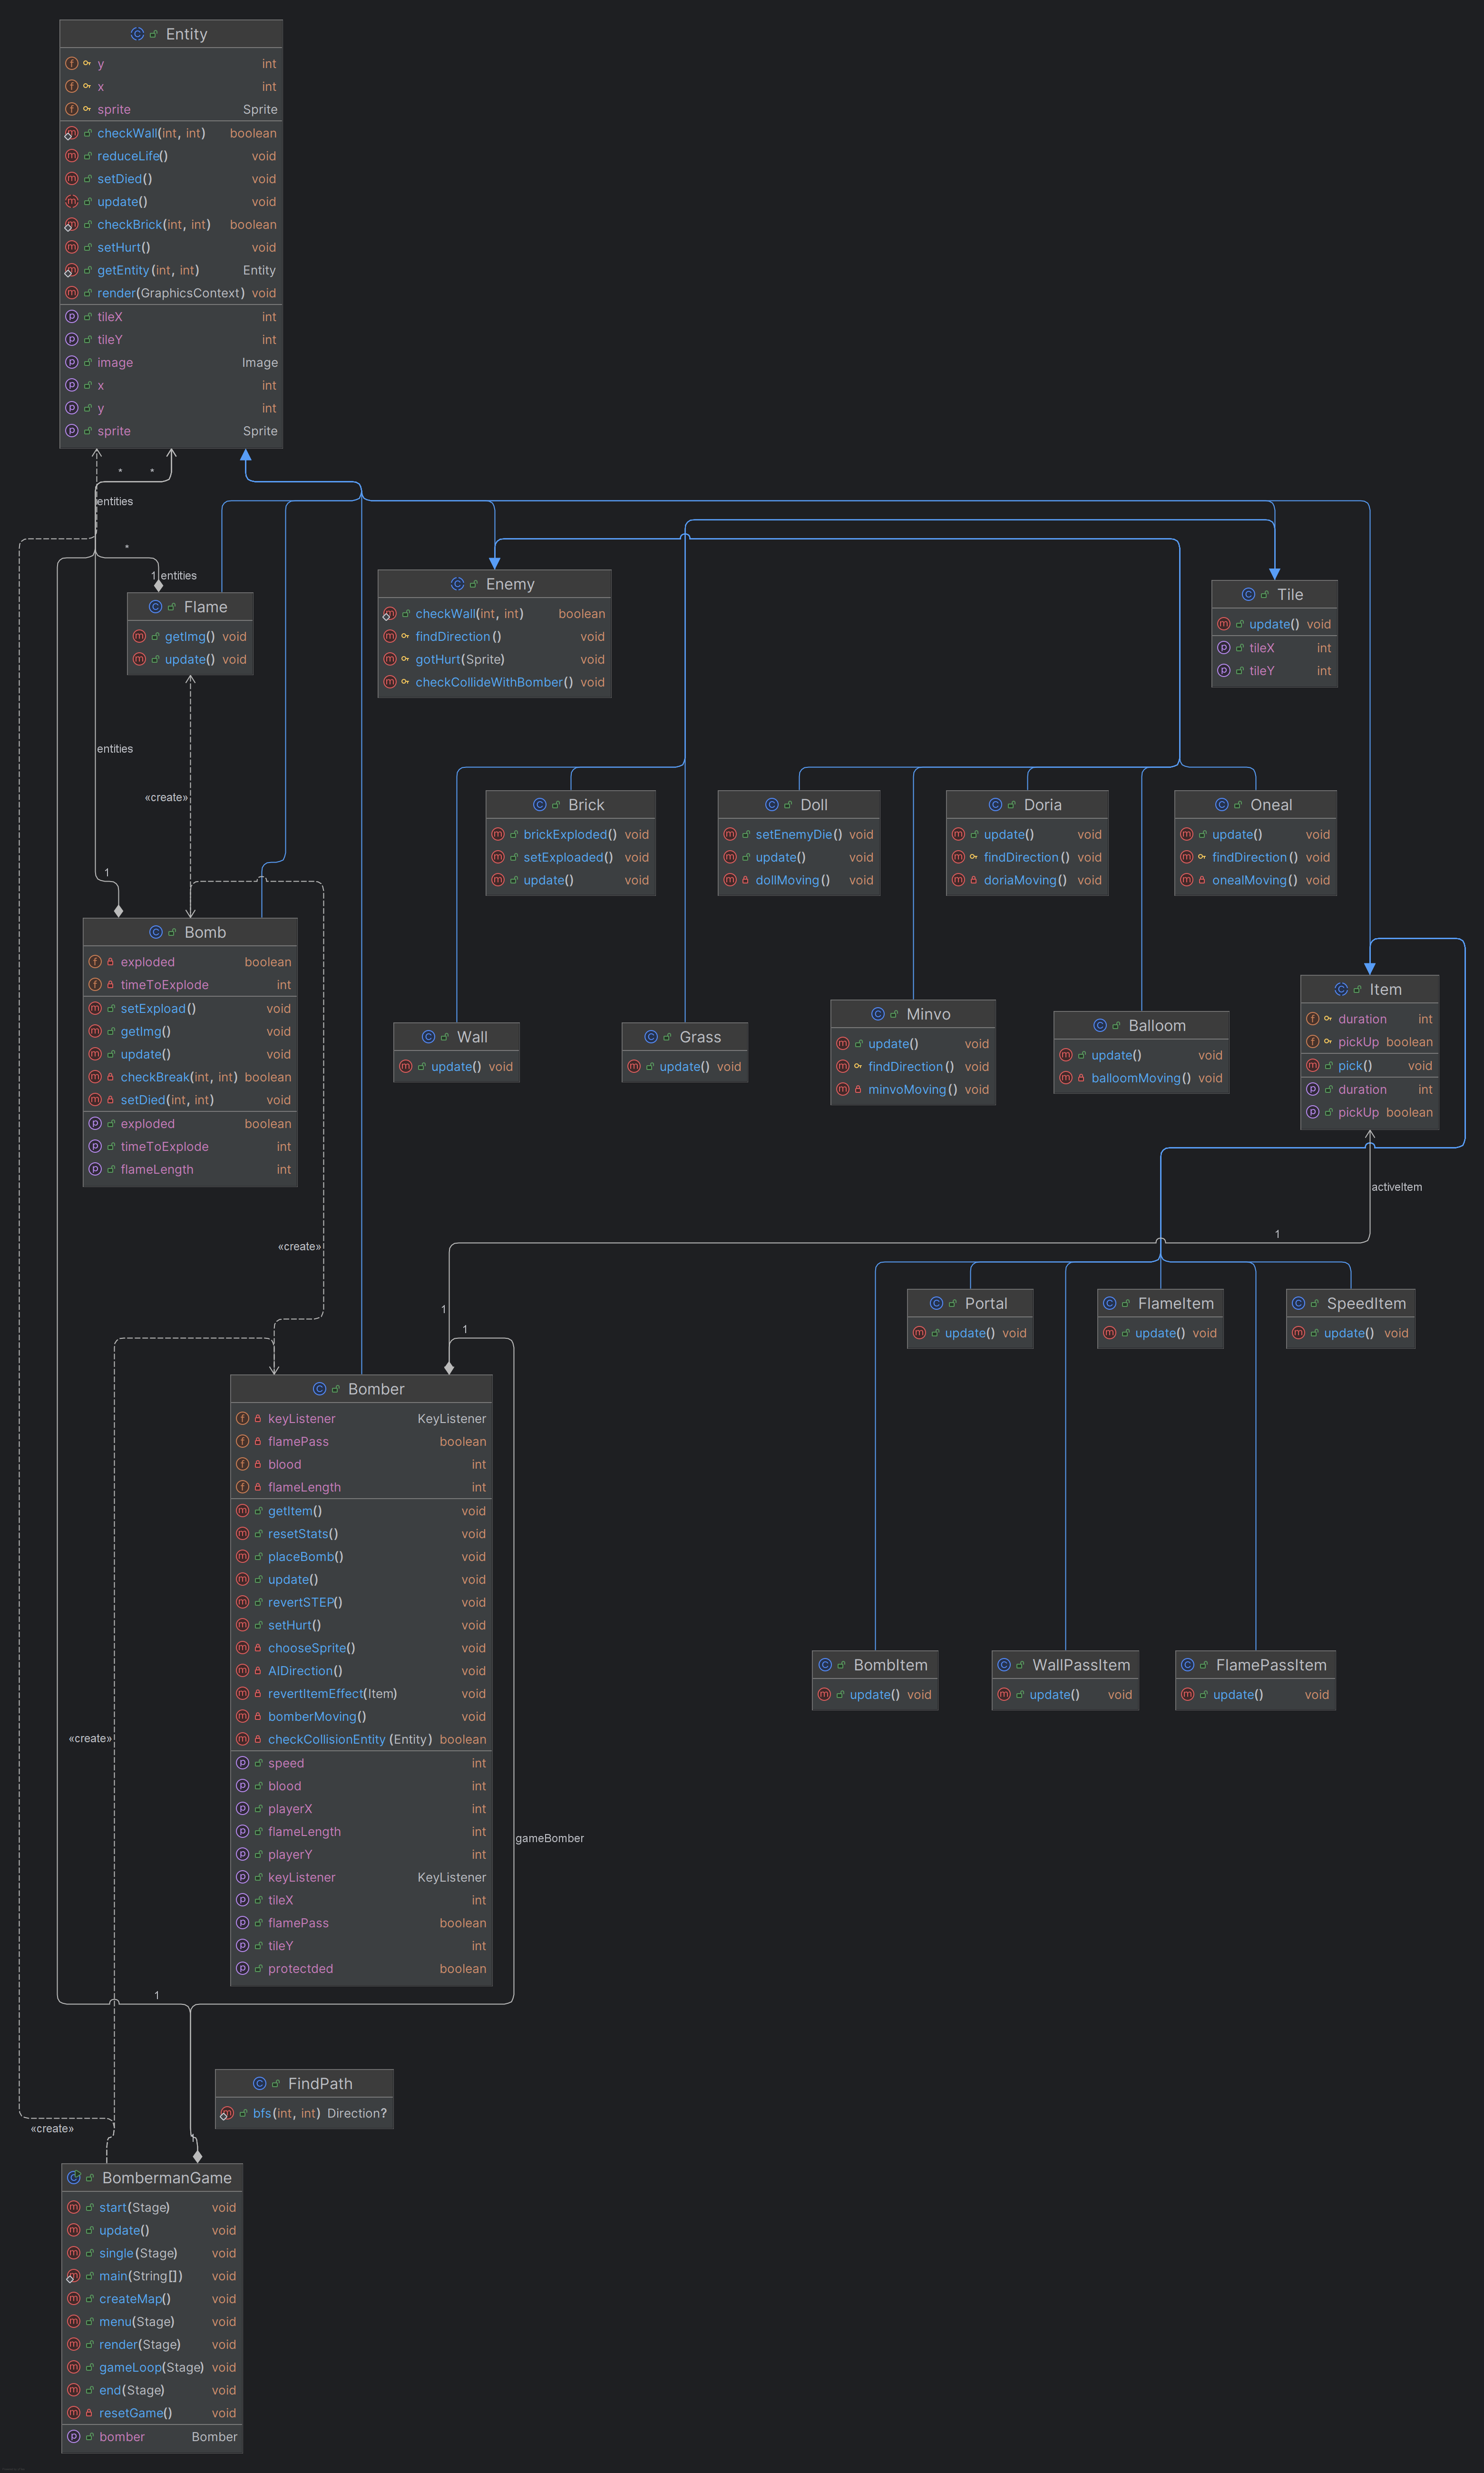 Entity
y int
x int
sprite Sprite
checkWall(int, int) boolean
reduceLife() void
setDied() void
update() void
checkBrick(int, int) boolean
setHurt() void
getEntity(int, int) Entity
render(GraphicsContext) void
tileX int
tileY int
image Image
x int
y int
sprite Sprite
* *
entities
*
1 entities
Flame
getImg() void
update() void
Enemy
checkWall(int, int) boolean
findDirection() void
gotHurt(Sprite) void
checkCollideWithBomber() void
Tile
update() void
tileX int
tileY int
entities
«create»
1
Brick
brickExploded() void
setExploaded() void
update() void
Doll
setEnemyDie() void
update() void
dollMoving() void
Doria
update() void
findDirection() void
doriaMoving() void
Oneal
update() void
findDirection() void
onealMoving() void
Bomb
exploded boolean
timeToExplode int
setExpload() void
getImg() void
update() void
checkBreak(int, int) boolean
setDied(int, int) void
exploded boolean
timeToExplode int
flameLength int
Wall
update() void
Grass
update() void
Minvo
update() void
findDirection() void
minvoMoving() void
Balloom
update() void
balloomMoving() void
Item
duration int
pickUp boolean
pick() void
duration int
pickUp boolean
activeItem
1
«create»
1
1
Portal
update() void
FlameItem
update() void
SpeedItem
update() void
Bomber
keyListener KeyListener
flamePass boolean
blood int
flameLength int
getItem() void
resetStats() void
placeBomb() void
update() void
revertSTEP() void
setHurt() void
chooseSprite() void
AIDirection() void
revertItemEffect(Item) void
bomberMoving() void
checkCollisionEntity(Entity) boolean
speed int
blood int
playerX int
flameLength int
playerY int
keyListener KeyListener
tileX int
flamePass boolean
tileY int
protectded boolean
BombItem
update() void
WallPassItem
update() void
FlamePassItem
update() void
«create»
gameBomber
1
FindPath
bfs(int, int) Direction?
«create»
1
BombermanGame
start(Stage) void
update() void
single(Stage) void
main(String[]) void
createMap() void
menu(Stage) void
render(Stage) void
gameLoop(Stage) void
end(Stage) void
resetGame() void
bomber Bomber